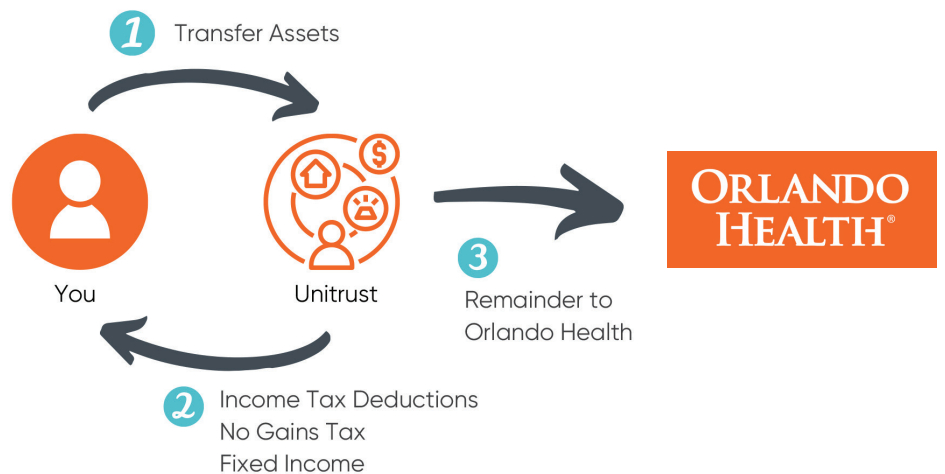 1 Transfer Assets
You
Unitrust
ORLANDO
HEALTH®
3
Remainder to
Orlando Health
2 Income Tax Deductions
No Gains Tax
Fixed Income
$